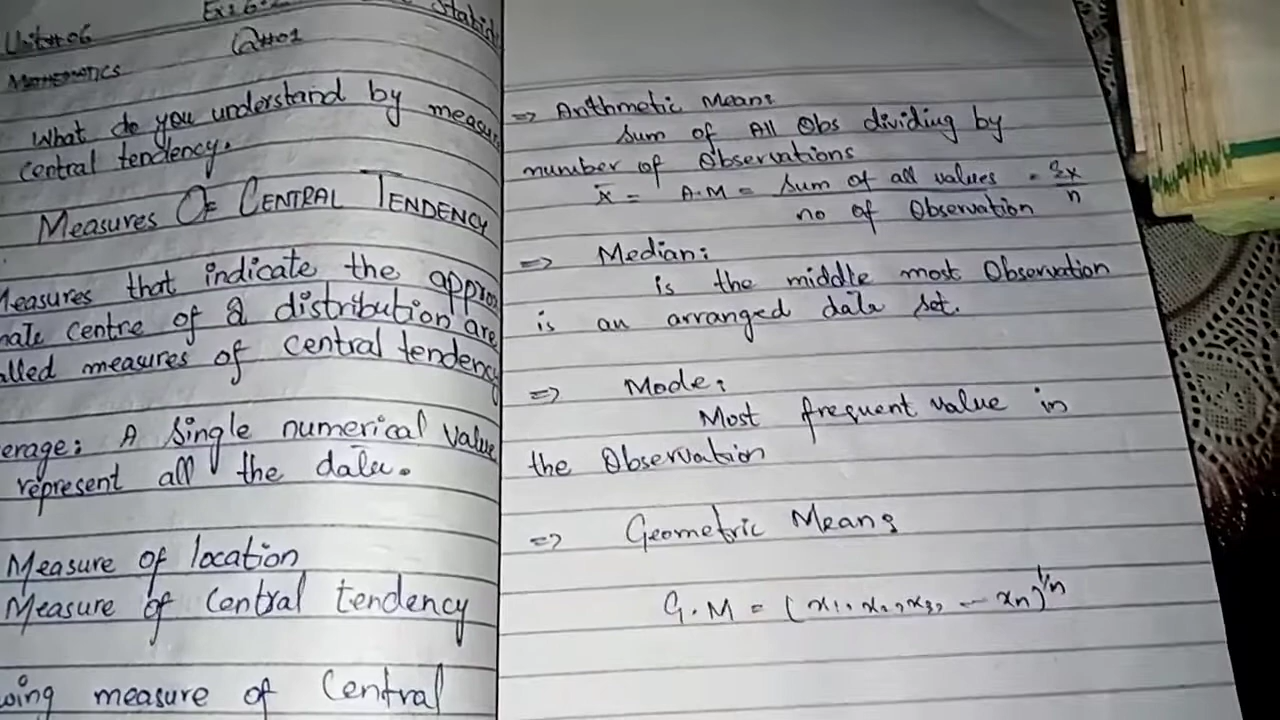 Unit#06
Q#01
Mathematics
What do you understand by measu
central tendency.
MEASURES OF CENTRAL TENDENCY
Measures that indicate the appro
mate centre of a distribution are
alled measures of central tendency
erage: A Single numerical value
represent all the data.
Measure of location
Measure of Central tendency
wing measure of Central
=> Arithmetic Mean:
Sum of All Obs dividing by
number of Observations
x̄ = A.M = Sum of all values / no of Observation = Σx/n
=> Median:
is the middle most Observation
is an arranged data set.
=> Mode:
Most frequent value in
the Observation
=> Geometric Mean:
G.M = (x1, x2, x3, - xn)^1/n